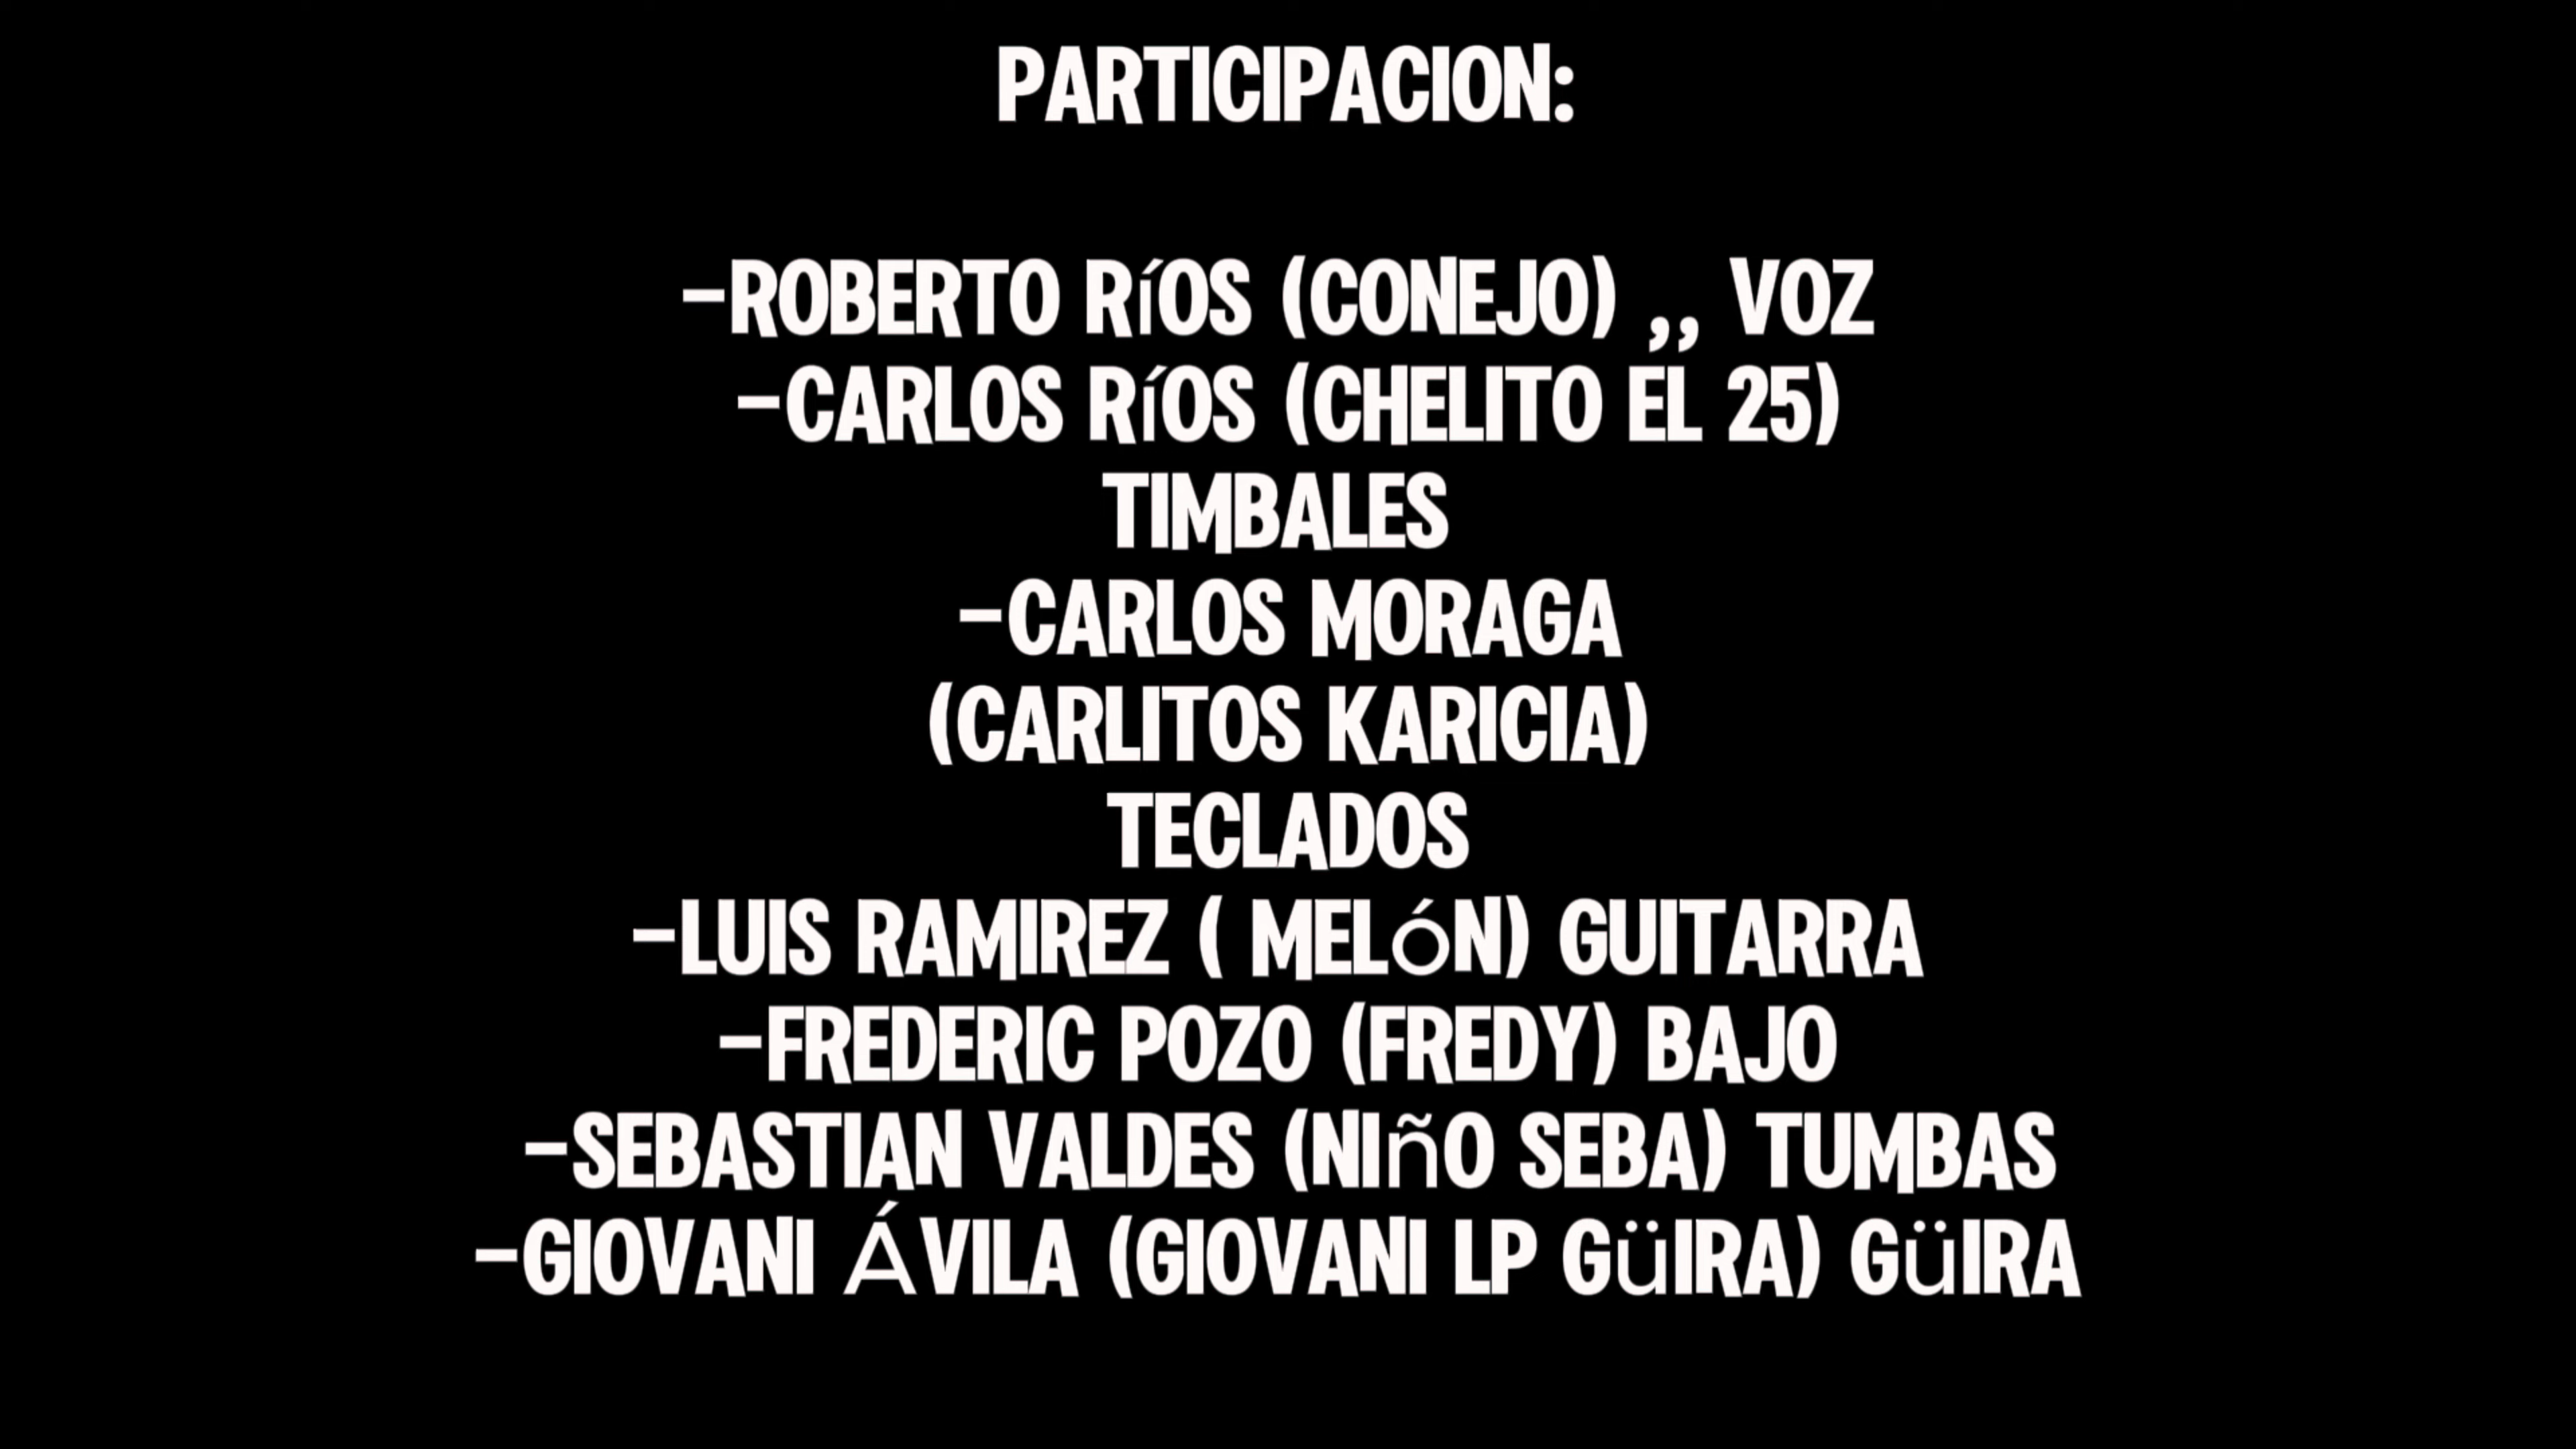 PARTICIPACION:
-ROBERTO RíOS (CONEJO) ,, VOZ
-CARLOS RíOS (CHELITO EL 25)
TIMBALES
-CARLOS MORAGA
(CARLITOS KARICIA)
TECLADOS
-LUIS RAMIREZ ( MELóN) GUITARRA
-FREDERIC POZO (FREDY) BAJO
-SEBASTIAN VALDES (NIñO SEBA) TUMBAS
-GIOVANI ÁVILA (GIOVANI LP GüIRA) GüIRA